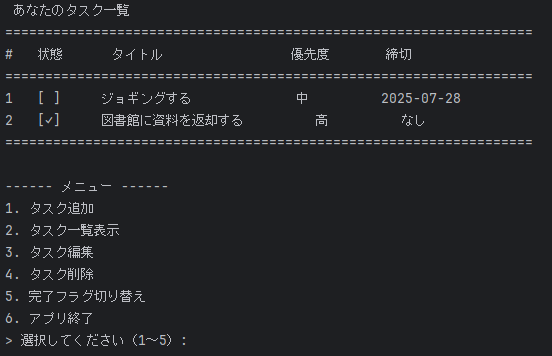 あなたのタスク一覧
==================================================================
#   状態      タイトル                優先度       締切
==================================================================
1   [ ]     ジョギングする             中         2025-07-28
2   [✓]     図書館に資料を返却する         高         なし
==================================================================
------ メニュー ------
1. タスク追加
2. タスク一覧表示
3. タスク編集
4. タスク削除
5. 完了フラグ切り替え
6. アプリ終了
> 選択してください（1～5）: